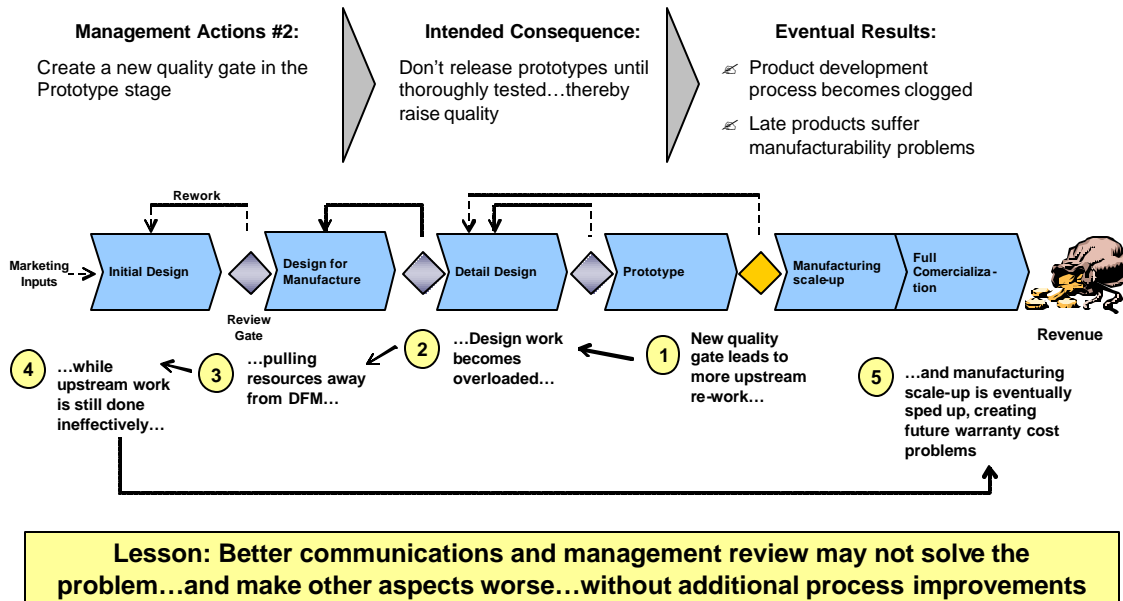 Management Actions #2:
Create a new quality gate in the
Prototype stage
Intended Consequence:
Don’t release prototypes until
thoroughly tested…thereby
raise quality
Eventual Results:
Product development
process becomes clogged
Late products suffer
manufacturability problems
Rework
Marketing
Inputs
Initial Design
Review
Gate
Design for
Manufacture
Detail Design
Prototype
Manufacturing
scale-up
Full
Comercializa -
tion
Revenue
4
…while
upstream work
is still done
ineffectively…
3
…pulling
resources away
from DFM…
2
…Design work
becomes
overloaded…
1
New quality
gate leads to
more upstream
re-work…
5
…and manufacturing
scale-up is eventually
sped up, creating
future warranty cost
problems
Lesson: Better communications and management review may not solve the
problem…and make other aspects worse…without additional process improvements